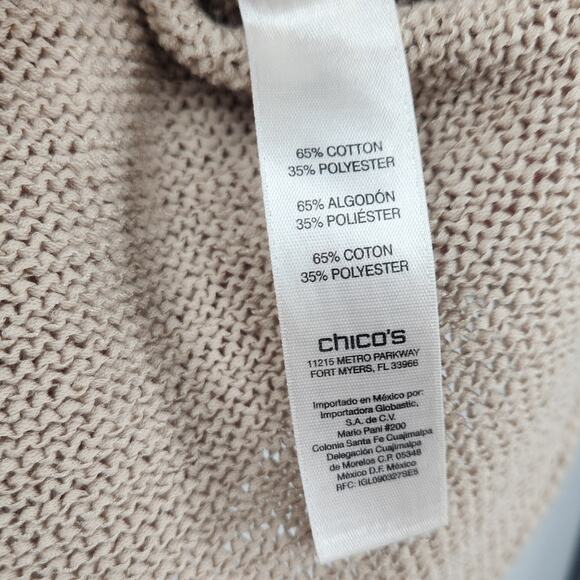 65% COTTON
35% POLYESTER
65% ALGODÓN
35% POLIÉSTER
65% COTON
35% POLYESTER
chico's
11215 METRO PARKWAY
FORT MYERS, FL 33966
Importado en México por:
Importadora Globastic,
S.A. de C.V.
Mario Pani #200
Colonia Santa Fe Cuajimalpa
Delegación Cuajimalpa
de Morelos C.P. 05348
México D.F. México
RFC: IGL090327SE5